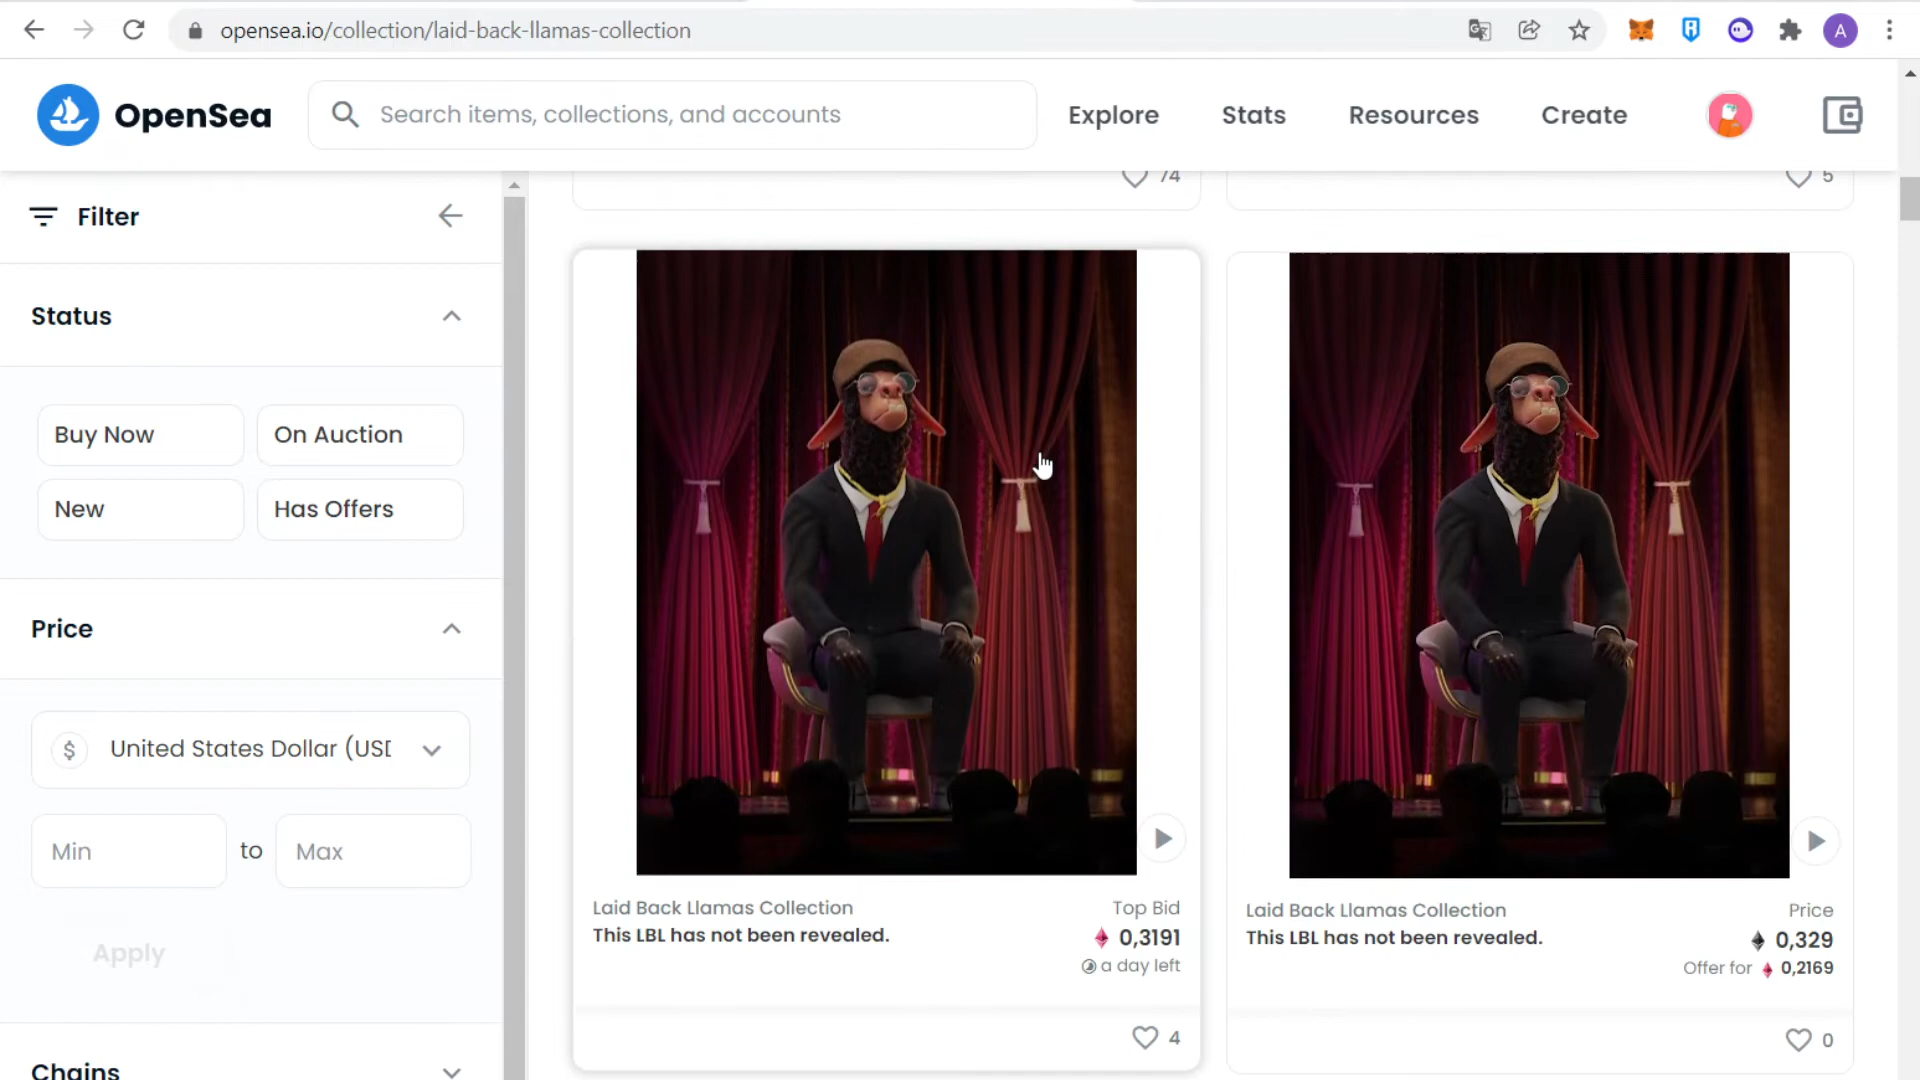 opensea.io/collection/laid-back-llamas-collection
A
OpenSea
Search items, collections, and accounts
Explore
Stats
Resources
Create
74
5
Filter
Status
Buy Now
On Auction
New
Has Offers
Price
$
United States Dollar (USD
Min
to
Max
Apply
Chains
Laid Back Llamas Collection
Top Bid
This LBL has not been revealed.
0,3191
a day left
4
Laid Back Llamas Collection
Price
This LBL has not been revealed.
0,329
Offer for 0,2169
0